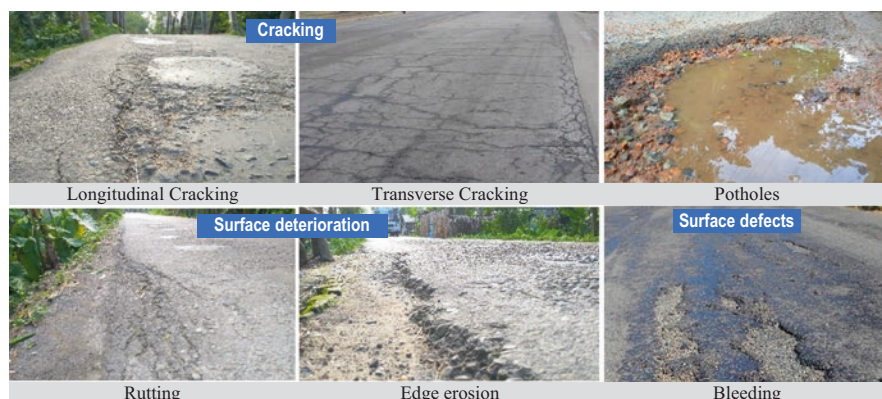 Cracking
Longitudinal Cracking
Transverse Cracking
Potholes
Surface deterioration
Surface defects
Rutting
Edge erosion
Bleeding